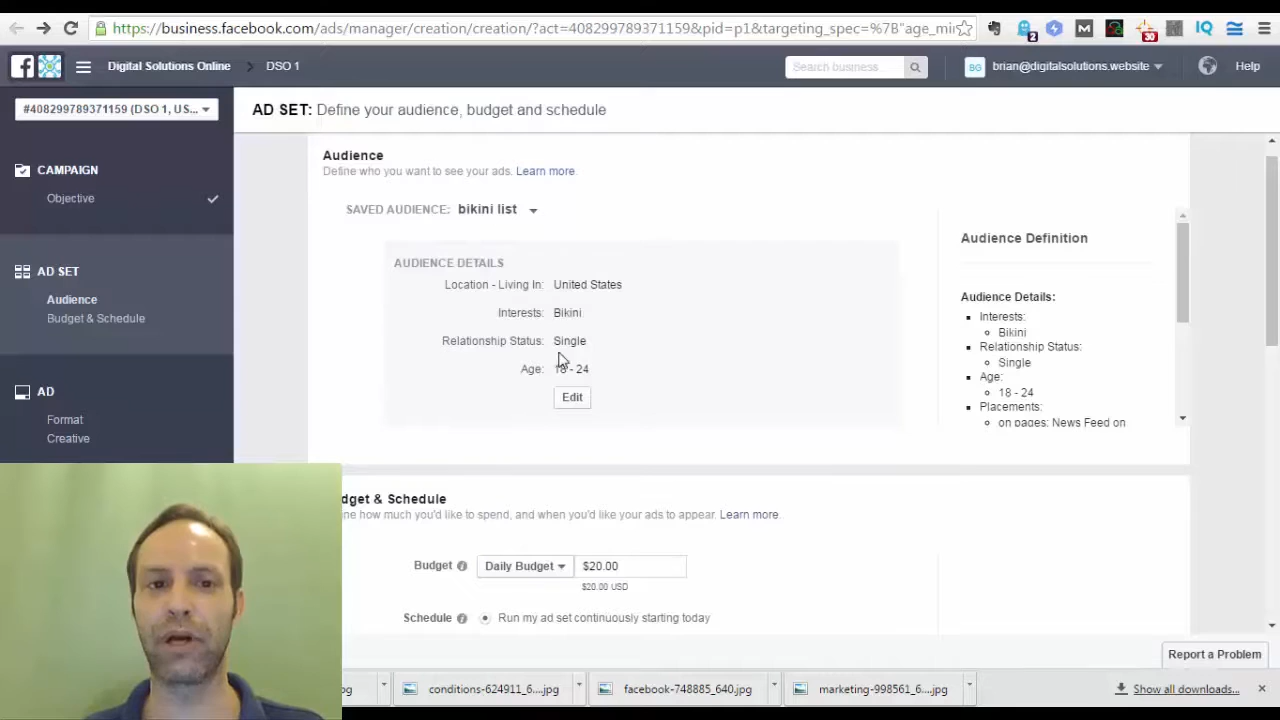 https://business.facebook.com/ads/manager/creation/creation/?act=408299789371159&pid=p1&targeting_spec=%7B"age_mi
2
30
Digital Solutions Online > DSO 1
Search business
BG brian@digitalsolutions.website
Help
#408299789371159 (DSO 1, US...
AD SET: Define your audience, budget and schedule
CAMPAIGN
Objective
AD SET
Audience
Budget & Schedule
AD
Format
Creative
Audience
Define who you want to see your ads. Learn more.
SAVED AUDIENCE: bikini list
AUDIENCE DETAILS
Location - Living In: United States
Interests: Bikini
Relationship Status: Single
Age: 18 - 24
Edit
Audience Definition
Audience Details:
Interests:
Bikini
Relationship Status:
Single
Age:
18 - 24
Placements:
on pages: News Feed on
dget & Schedule
ne how much you'd like to spend, and when you'd like your ads to appear. Learn more.
Budget Daily Budget $20.00
$20.00 USD
Schedule Run my ad set continuously starting today
Report a Problem
pg
conditions-624911_6....jpg
facebook-748885_640.jpg
marketing-998561_6....jpg
Show all downloads...